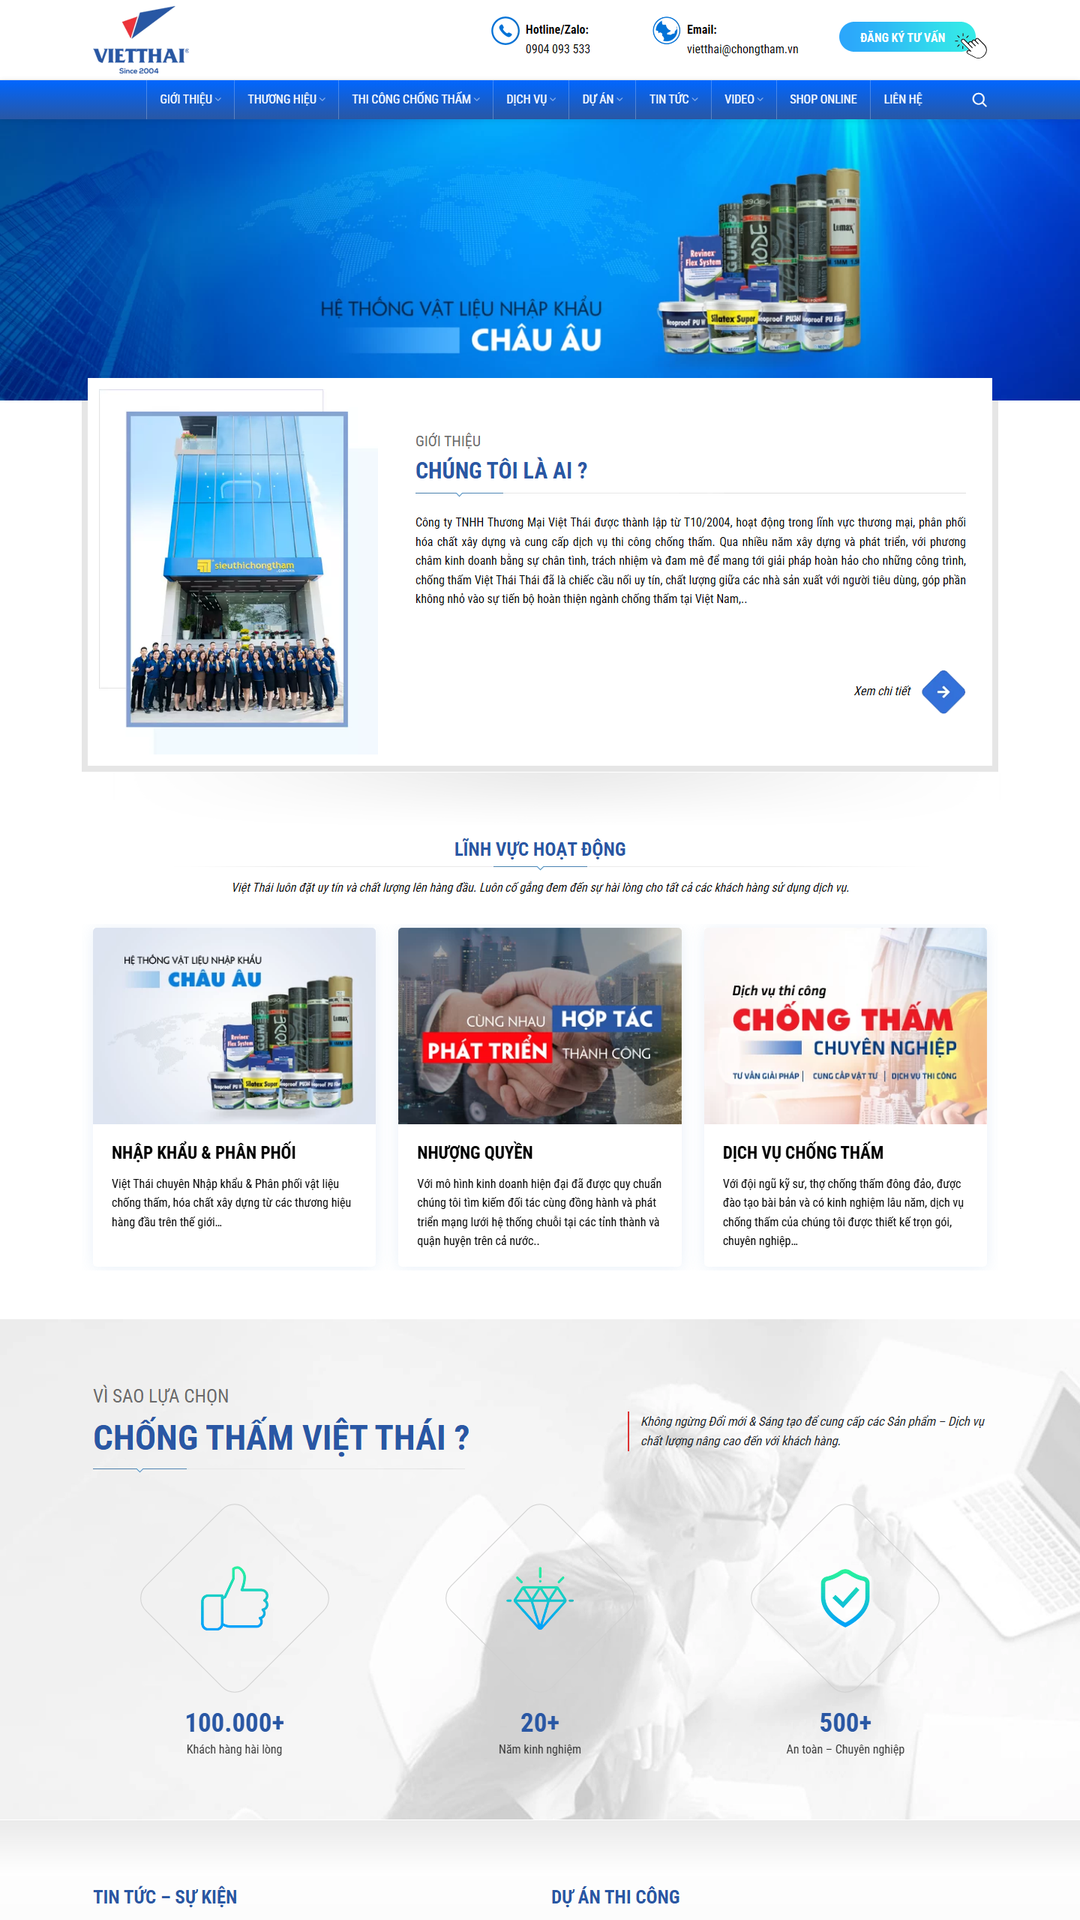 VIETTHAI®
Since 2004
Hotline/Zalo:
0904 093 533
Email:
vietthai@chongtham.vn
ĐĂNG KÝ TƯ VẤN
GIỚI THIỆU
THƯƠNG HIỆU
THI CÔNG CHỐNG THẤM
DỊCH VỤ
DỰ ÁN
TIN TỨC
VIDEO
SHOP ONLINE
LIÊN HỆ
HỆ THỐNG VẬT LIỆU NHẬP KHẨU
CHÂU ÂU
Revinex
Flex System
Lomax
Neoproof PU W
Silatex Super
Neoproof PU360
Neoproof PU Fiber
sieuthichongtham
GIỚI THIỆU
CHÚNG TÔI LÀ AI ?
Công ty TNHH Thương Mại Việt Thái được thành lập từ T10/2004, hoạt động trong lĩnh vực thương mại, phân phối
hóa chất xây dựng và cung cấp dịch vụ thi công chống thấm. Qua nhiều năm xây dựng và phát triển, với phương
châm kinh doanh bằng sự chân tình, trách nhiệm và đam mê để mang tới giải pháp hoàn hảo cho những công trình,
chống thấm Việt Thái Thái đã là chiếc cầu nối uy tín, chất lượng giữa các nhà sản xuất với người tiêu dùng, góp phần
không nhỏ vào sự tiến bộ hoàn thiện ngành chống thấm tại Việt Nam,..
Xem chi tiết
LĨNH VỰC HOẠT ĐỘNG
Việt Thái luôn đặt uy tín và chất lượng lên hàng đầu. Luôn cố gắng đem đến sự hài lòng cho tất cả các khách hàng sử dụng dịch vụ.
HỆ THỐNG VẬT LIỆU NHẬP KHẨU
CHÂU ÂU
Revinex
Flex System
Silatex Super
CÙNG NHAU HỢP TÁC
PHÁT TRIỂN THÀNH CÔNG
Dịch vụ thi công
CHỐNG THẤM
CHUYÊN NGHIỆP
TƯ VẤN GIẢI PHÁP | CUNG CẤP VẬT TƯ | DỊCH VỤ THI CÔNG
NHẬP KHẨU & PHÂN PHỐI
Việt Thái chuyên Nhập khẩu & Phân phối vật liệu
chống thấm, hóa chất xây dựng từ các thương hiệu
hàng đầu trên thế giới...
NHƯỢNG QUYỀN
Với mô hình kinh doanh hiện đại đã được quy chuẩn
chúng tôi tìm kiếm đối tác cùng đồng hành và phát
triển mạng lưới hệ thống chuỗi tại các tỉnh thành và
quận huyện trên cả nước..
DỊCH VỤ CHỐNG THẤM
Với đội ngũ kỹ sư, thợ chống thấm đông đảo, được
đào tạo bài bản và có kinh nghiệm lâu năm, dịch vụ
chống thấm của chúng tôi được thiết kế trọn gói,
chuyên nghiệp...
VÌ SAO LỰA CHỌN
CHỐNG THẤM VIỆT THÁI ?
Không ngừng Đổi mới & Sáng tạo để cung cấp các Sản phẩm – Dịch vụ
chất lượng nâng cao đến với khách hàng.
100.000+
Khách hàng hài lòng
20+
Năm kinh nghiệm
500+
An toàn – Chuyên nghiệp
TIN TỨC – SỰ KIỆN
DỰ ÁN THI CÔNG